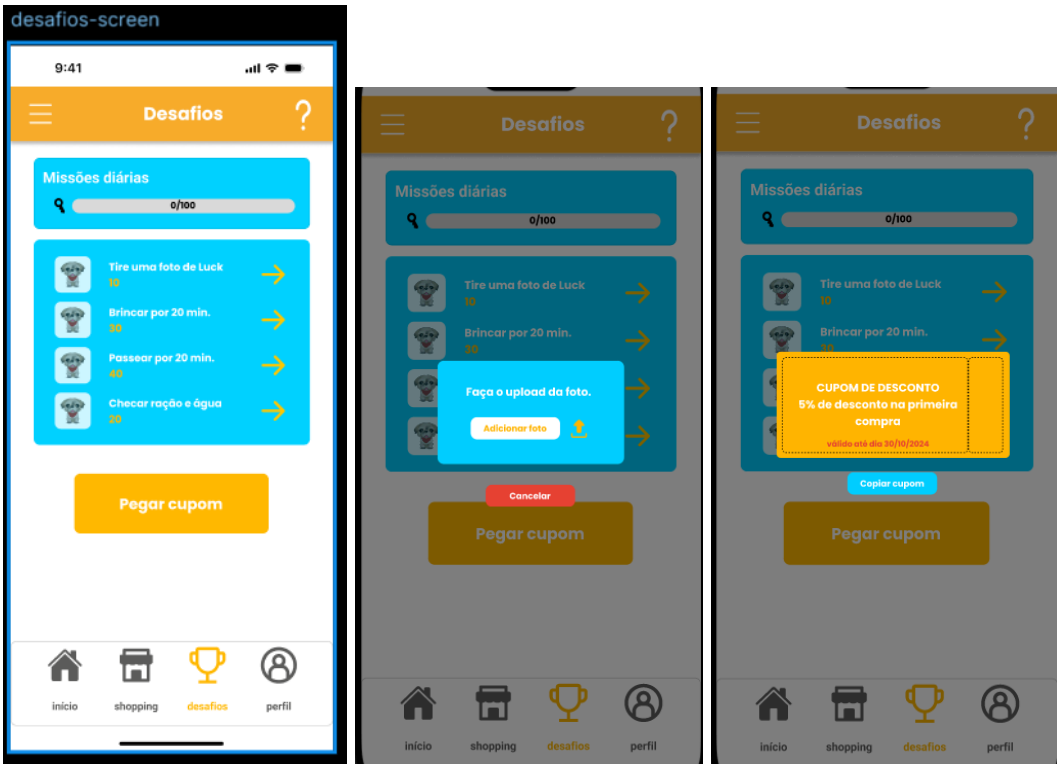 desafios-screen
9:41
Desafios ?
Missões diárias
0/100
Tire uma foto de Luck
10
Brincar por 20 min.
30
Passear por 20 min.
40
Checar ração e água
20
Pegar cupom
início shopping desafios perfil
Desafios ?
Missões diárias
0/100
Tire uma foto de Luck
10
Brincar por 20 min.
30
Faça o upload da foto.
Adicionar foto
Cancelar
Pegar cupom
início shopping desafios perfil
Desafios ?
Missões diárias
0/100
Tire uma foto de Luck
10
Brincar por 20 min.
30
CUPOM DE DESCONTO
5% de desconto na primeira
compra
válido até dia 30/10/2024
Copiar cupom
Pegar cupom
início shopping desafios perfil